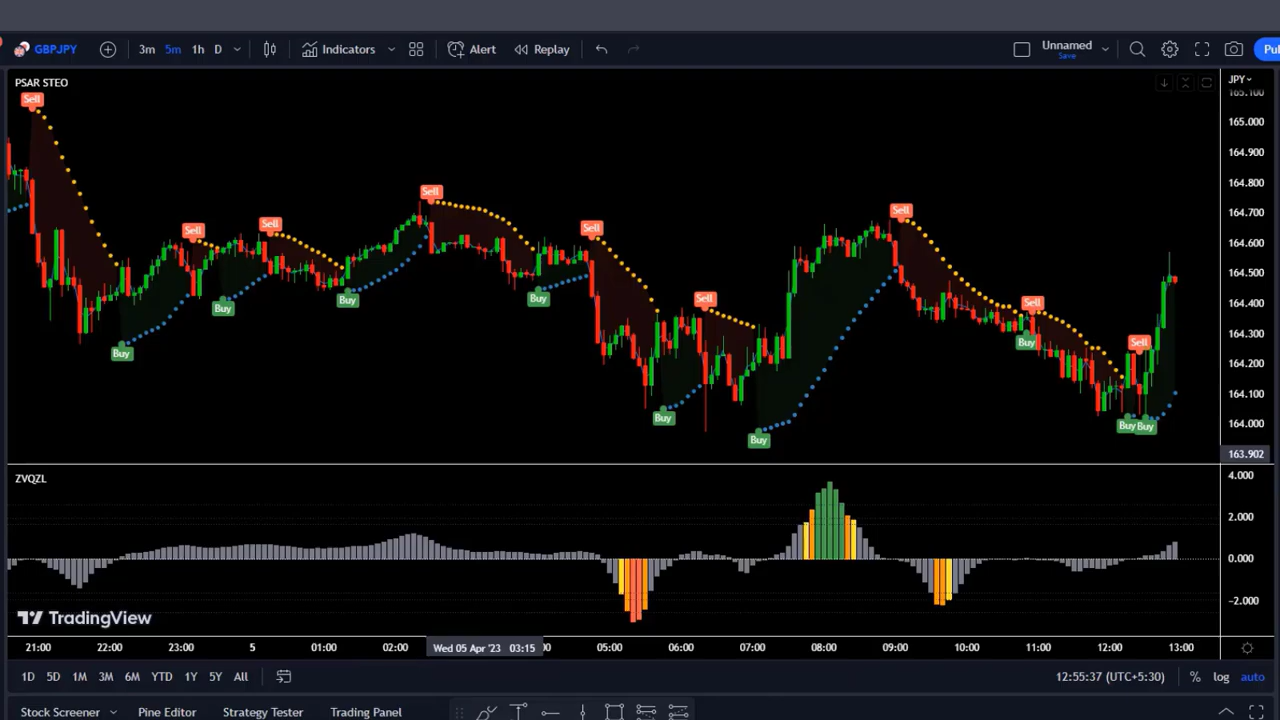 GBPJPY 3m 5m 1h D Indicators Alert Replay Unnamed
Save
PSAR STEO
JPY
165.100
165.000
164.900
164.800
164.700
164.600
164.500
164.400
164.300
164.200
164.100
164.000
163.902
Sell
Buy
Sell
Buy
Sell
Buy
Sell
Buy
Sell
Buy
Sell
Buy
Sell
Buy
Sell
Buy
Sell
Buy
ZVQZL
4.000
2.000
0.000
−2.000
TradingView
21:00 22:00 23:00 5 01:00 02:00 Wed 05 Apr '23 03:15 05:00 06:00 07:00 08:00 09:00 10:00 11:00 12:00 13:00
1D 5D 1M 3M 6M YTD 1Y 5Y All 12:55:37 (UTC+5:30) % log auto
Stock Screener Pine Editor Strategy Tester Trading Panel